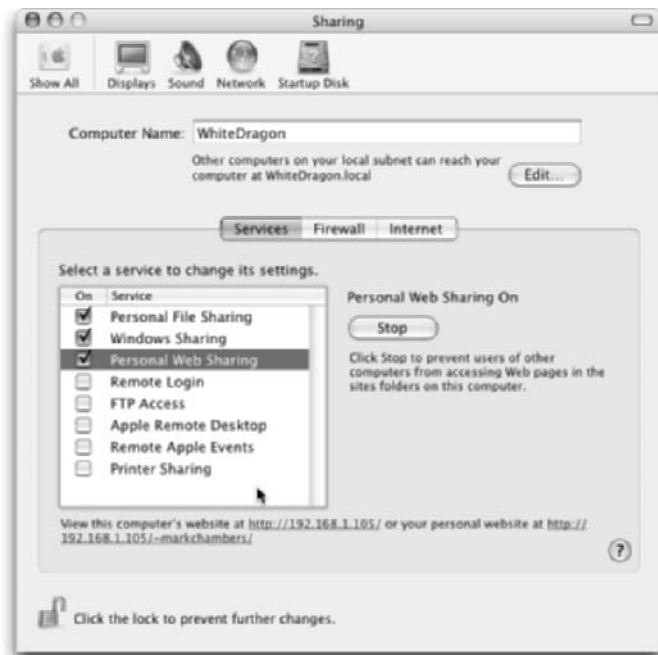 Sharing
Show All Displays Sound Network Startup Disk
Computer Name: WhiteDragon
Other computers on your local subnet can reach your
computer at WhiteDragon.local
Edit...
Services Firewall Internet
Select a service to change its settings.
On Service
Personal File Sharing
Windows Sharing
Personal Web Sharing
Remote Login
FTP Access
Apple Remote Desktop
Remote Apple Events
Printer Sharing
Personal Web Sharing On
Stop
Click Stop to prevent users of other
computers from accessing Web pages in the
sites folders on this computer.
View this computer's website at http://192.168.1.105/ or your personal website at http://
192.168.1.105/~markchambers/
?
Click the lock to prevent further changes.